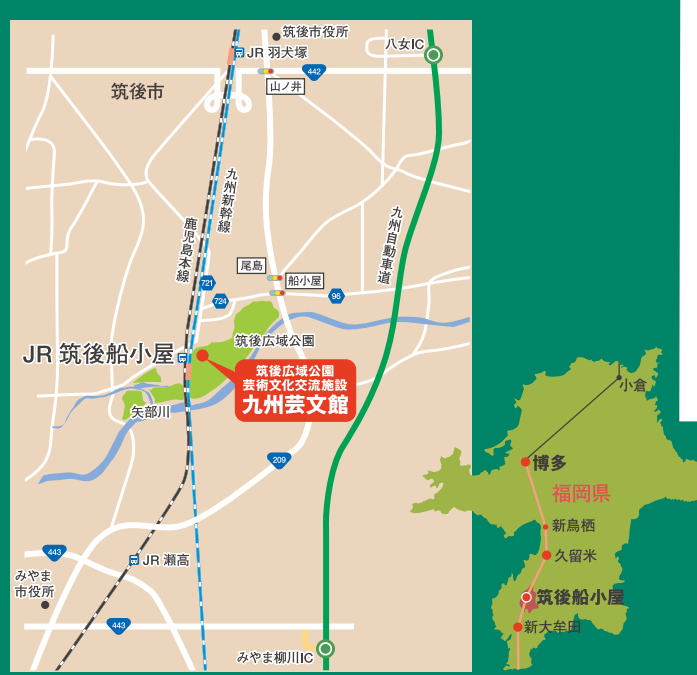 筑後市役所
八女IC
JR 羽犬塚
442
山ノ井
筑後市
九州新幹線
鹿児島本線
九州自動車道
尾島
船小屋
721
724
96
筑後広域公園
JR 筑後船小屋
筑後広域公園
芸術文化交流施設
九州芸文館
矢部川
209
443
JR 瀬高
みやま
市役所
443
みやま柳川IC
小倉
博多
福岡県
新鳥栖
久留米
筑後船小屋
新大牟田